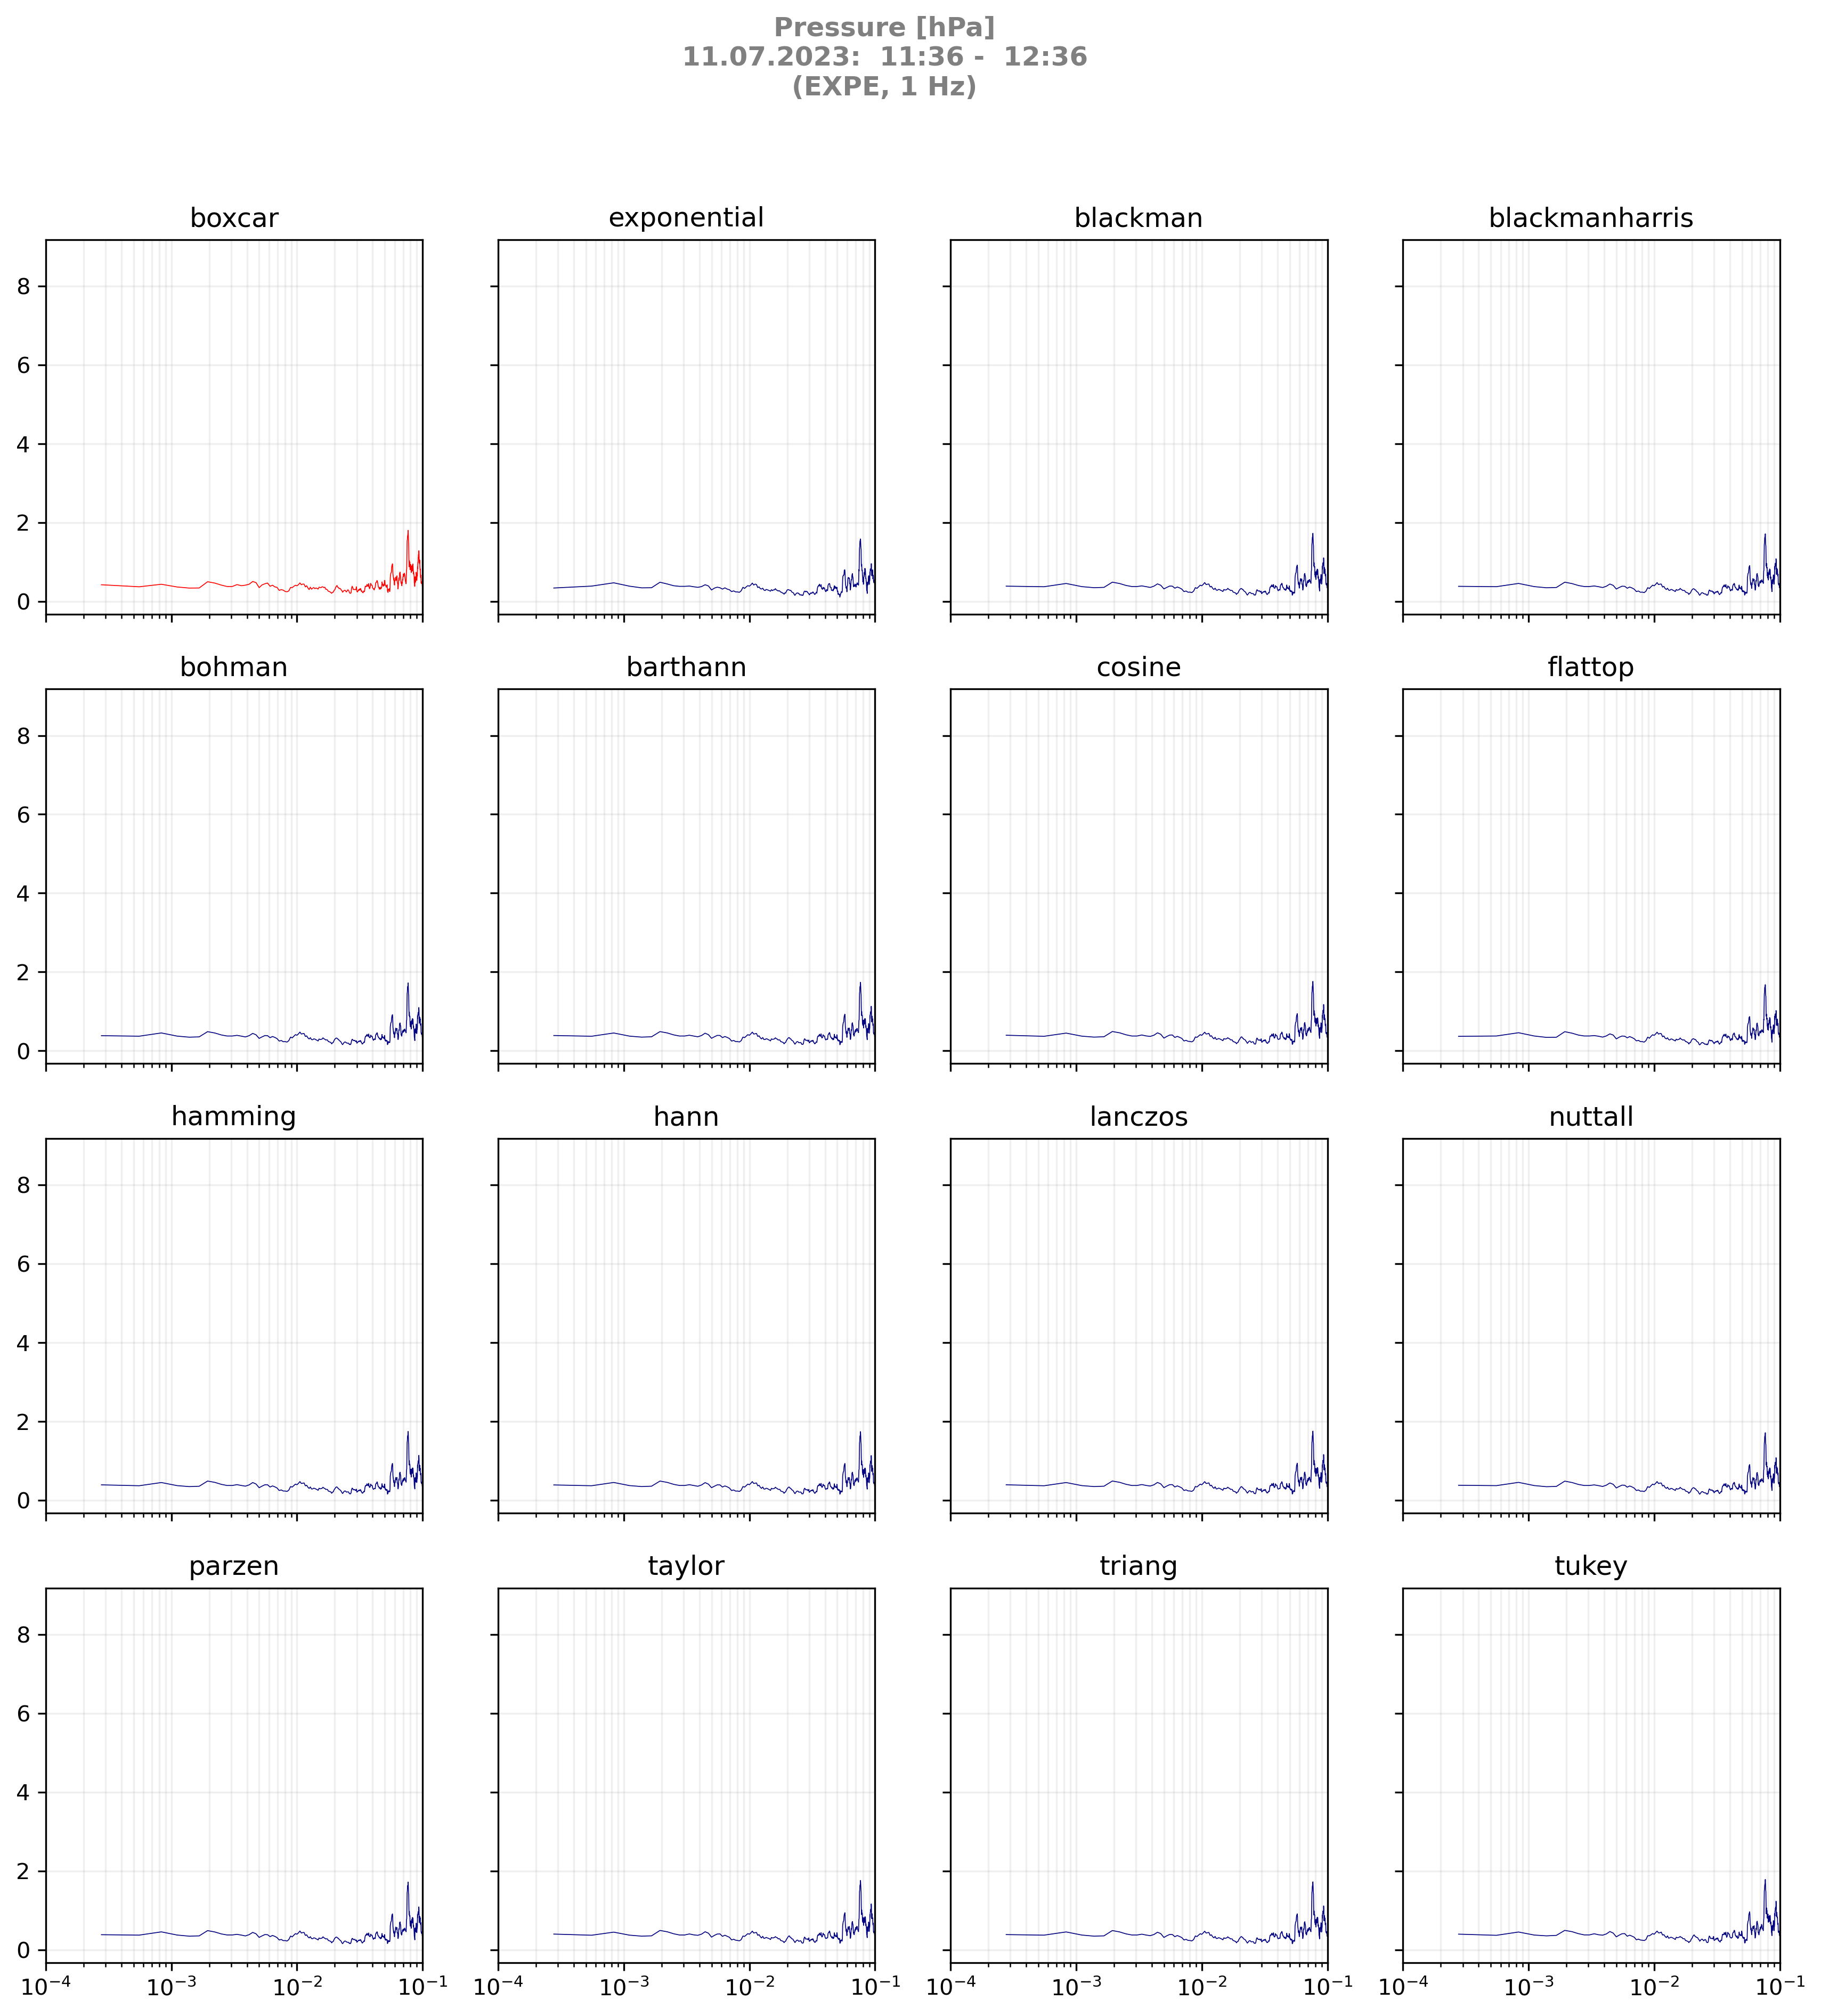 Pressure [hPa]
11.07.2023:  11:36 -  12:36
(EXPE, 1 Hz)
boxcar exponential blackman blackmanharris
8
6
4
2
0
bohman barthann cosine flattop
8
6
4
2
0
hamming hann lanczos nuttall
8
6
4
2
0
parzen taylor triang tukey
8
6
4
2
0
10⁻⁴ 10⁻³ 10⁻² 10⁻¹ 10⁻⁴ 10⁻³ 10⁻² 10⁻¹ 10⁻⁴ 10⁻³ 10⁻² 10⁻¹ 10⁻⁴ 10⁻³ 10⁻² 10⁻¹